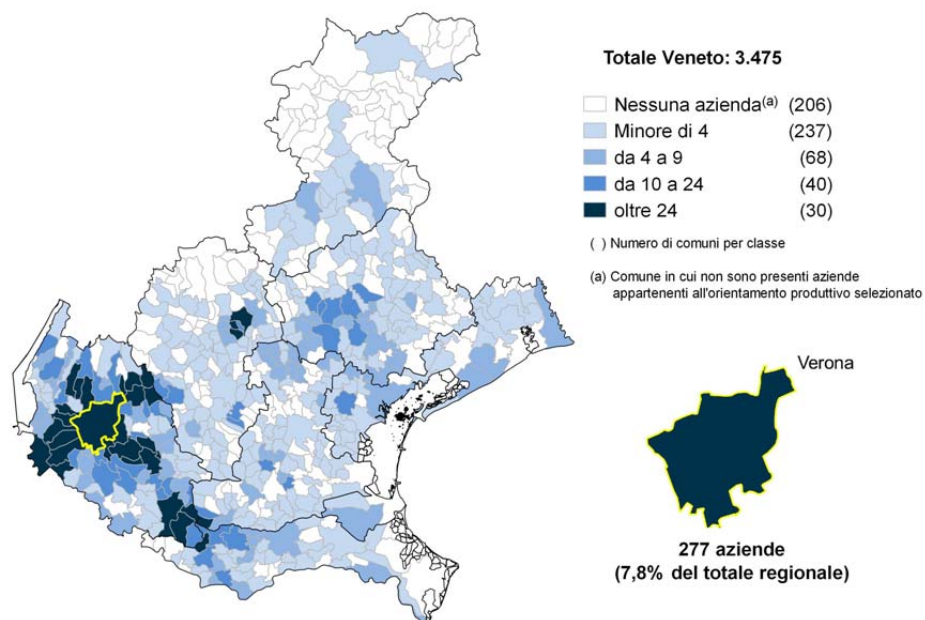 Totale Veneto: 3.475
Nessuna azienda(a) (206)
Minore di 4 (237)
da 4 a 9 (68)
da 10 a 24 (40)
oltre 24 (30)
( ) Numero di comuni per classe
(a) Comune in cui non sono presenti aziende
appartenenti all'orientamento produttivo selezionato
Verona
277 aziende
(7,8% del totale regionale)